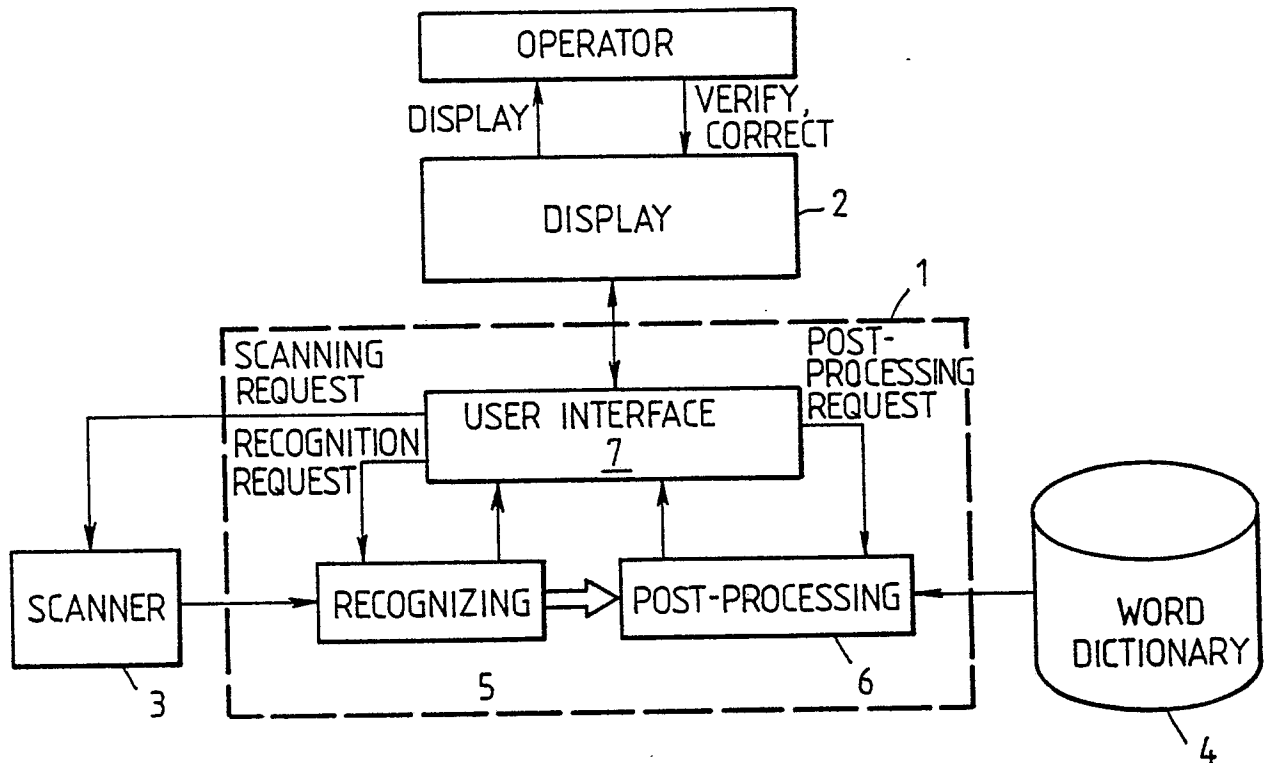 OPERATOR
DISPLAY
VERIFY,
CORRECT
DISPLAY
2
1
SCANNING
REQUEST
POST-
PROCESSING
REQUEST
USER INTERFACE
7
RECOGNITION
REQUEST
SCANNER
3
RECOGNIZING
5
POST-PROCESSING
6
WORD
DICTIONARY
4